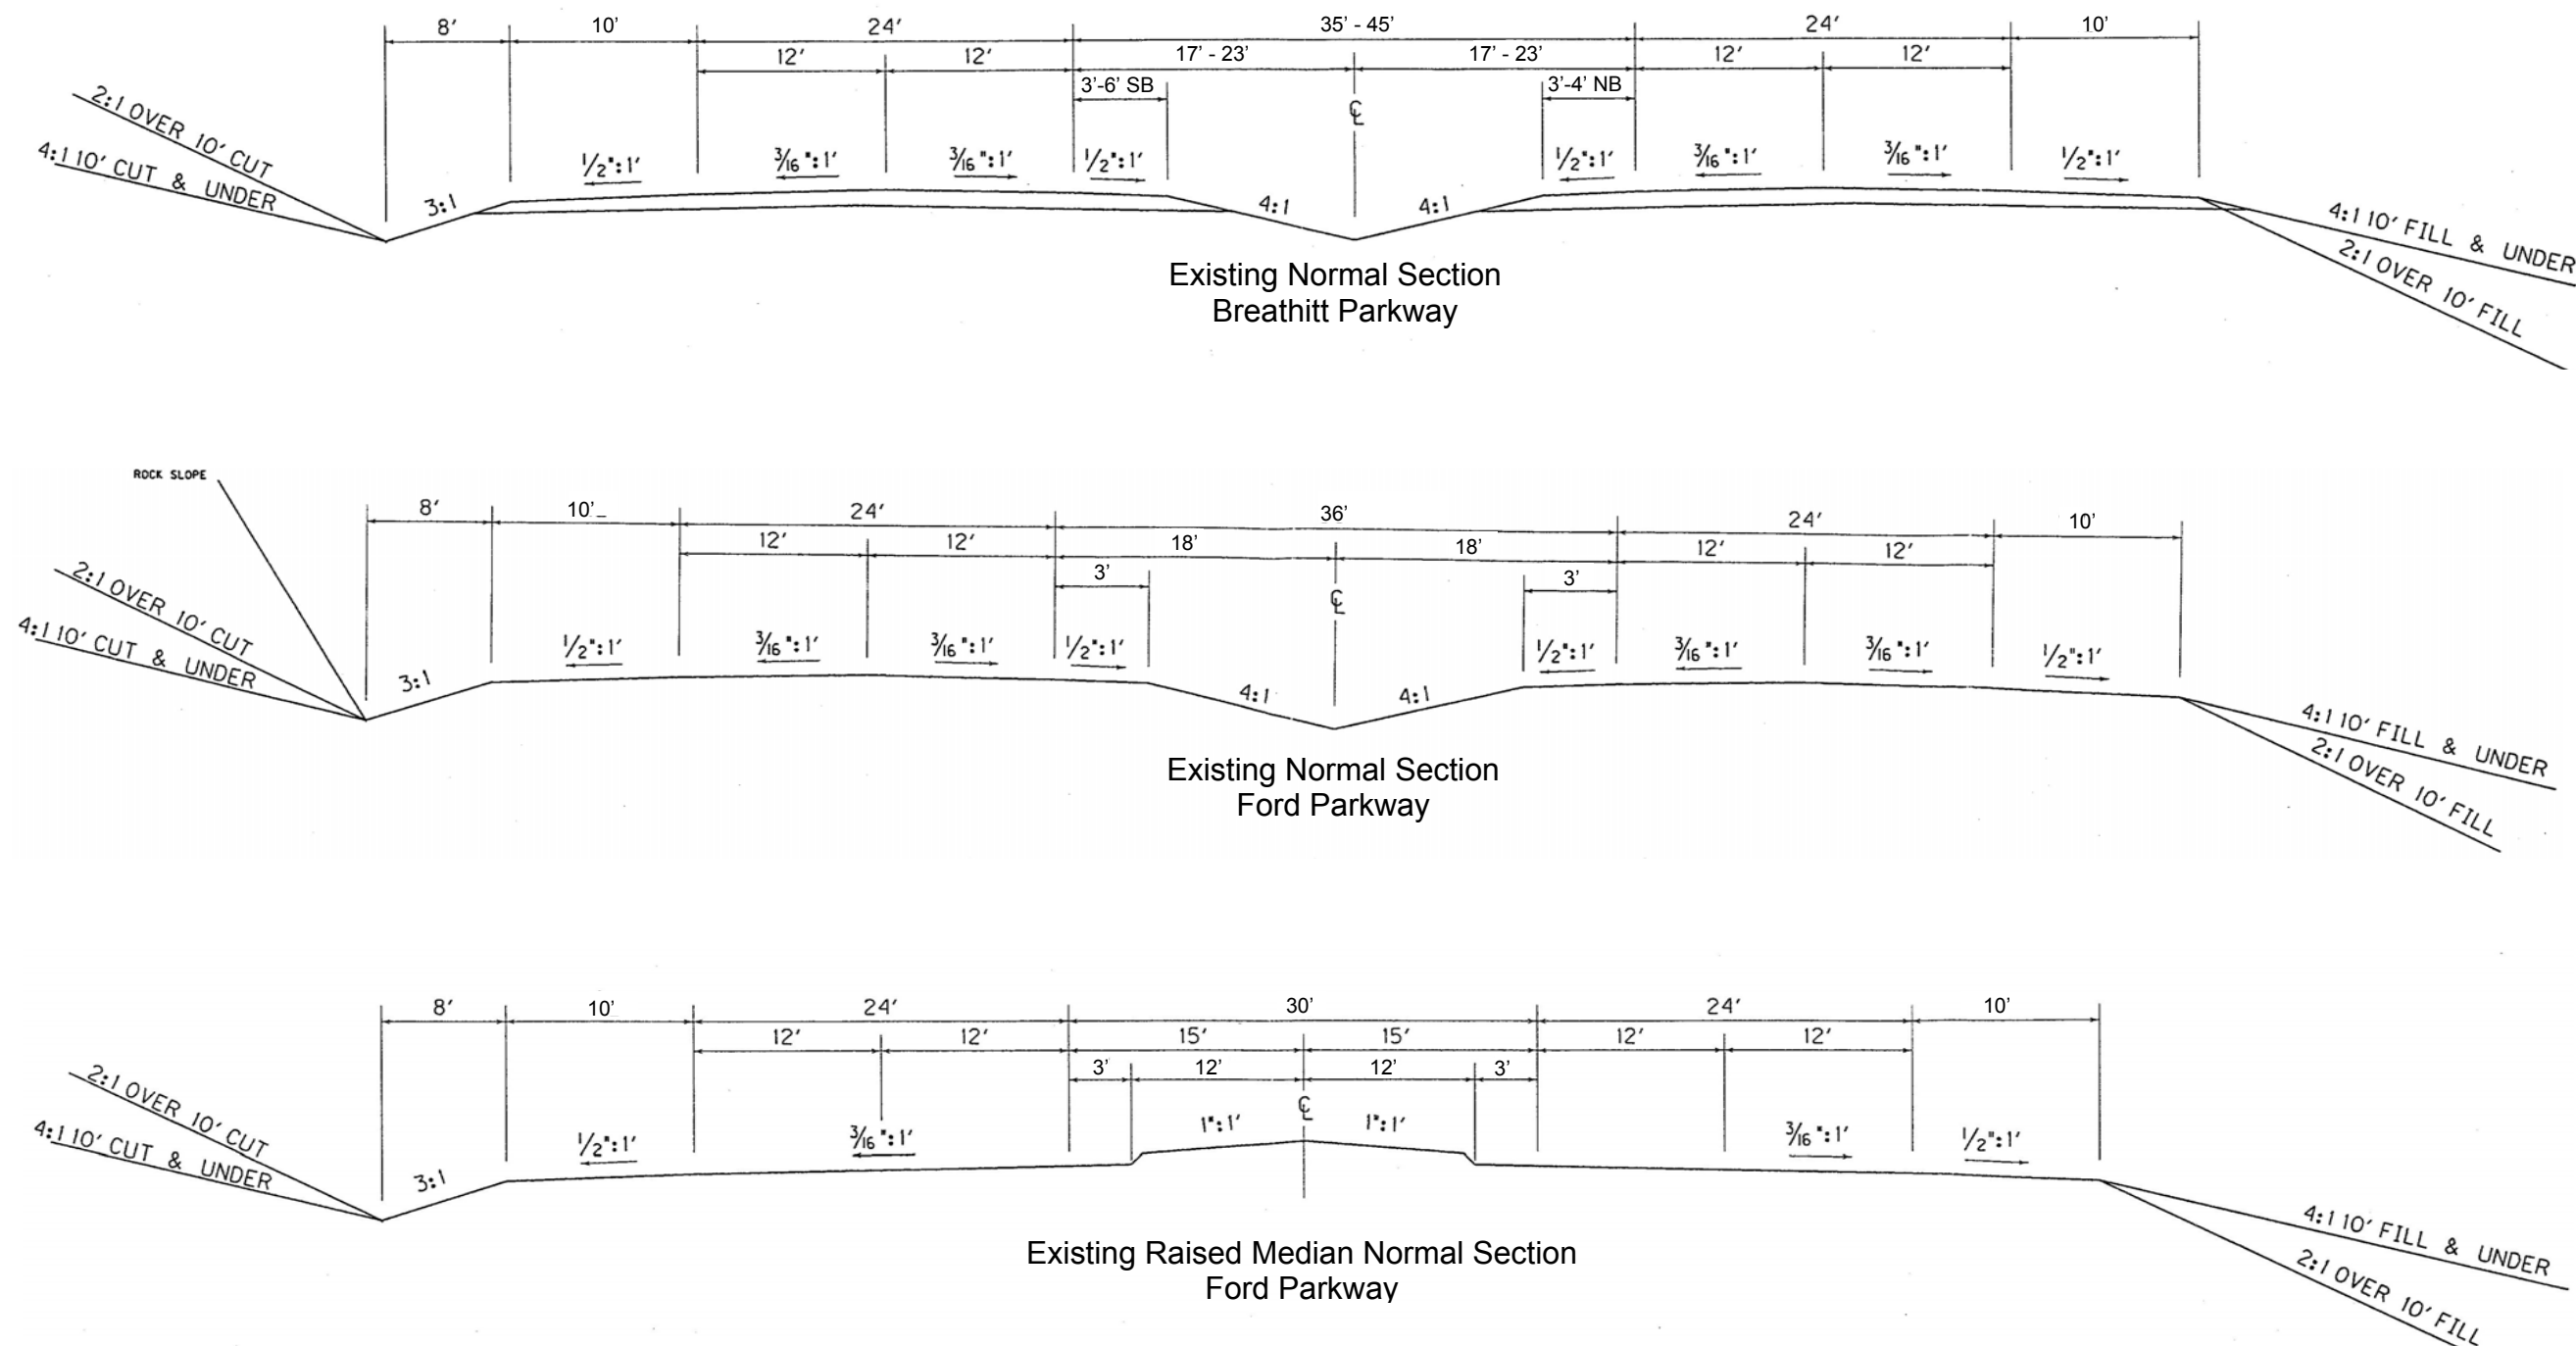 8' 10' 24' 35' - 45' 24' 10'
12' 12' 17' - 23' 17' - 23' 12' 12'
3'-6' SB 3'-4' NB
℄
2:1 OVER 10' CUT
4:1 10' CUT & UNDER
1/2":1' 3/16":1' 3/16":1' 1/2":1' 1/2":1' 3/16":1' 3/16":1' 1/2":1'
3:1 4:1 4:1
4:1 10' FILL & UNDER
2:1 OVER 10' FILL
Existing Normal Section
Breathitt Parkway
ROCK SLOPE
8' 10' 24' 36' 24' 10'
12' 12' 18' 18' 12' 12'
3' 3'
℄
2:1 OVER 10' CUT
4:1 10' CUT & UNDER
1/2":1' 3/16":1' 3/16":1' 1/2":1' 1/2":1' 3/16":1' 3/16":1' 1/2":1'
3:1 4:1 4:1
4:1 10' FILL & UNDER
2:1 OVER 10' FILL
Existing Normal Section
Ford Parkway
8' 10' 24' 30' 24' 10'
12' 12' 15' 15' 12' 12'
3' 12' 12' 3'
℄
2:1 OVER 10' CUT
4:1 10' CUT & UNDER
1":1' 1":1'
1/2":1' 3/16":1' 3/16":1' 1/2":1'
3:1
4:1 10' FILL & UNDER
2:1 OVER 10' FILL
Existing Raised Median Normal Section
Ford Parkway